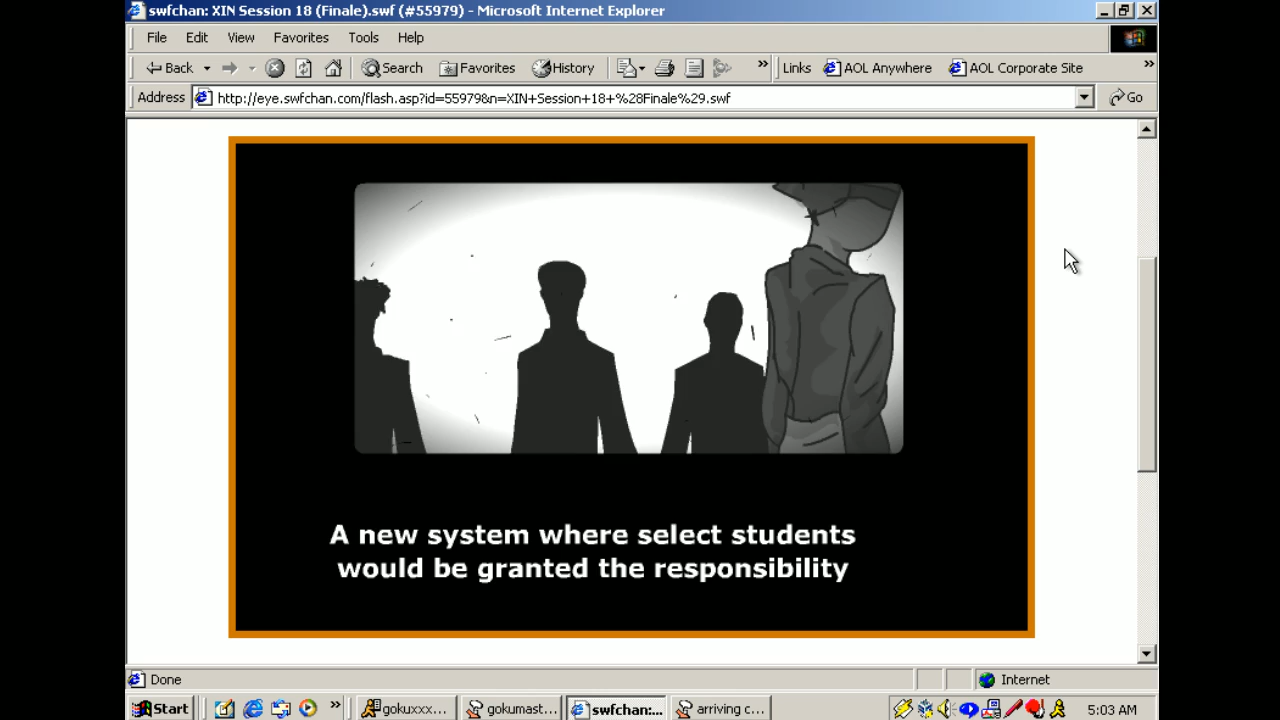 swfchan: XIN Session 18 (Finale).swf (#55979) - Microsoft Internet Explorer
File Edit View Favorites Tools Help
Back Search Favorites History » Links AOL Anywhere AOL Corporate Site »
Address http://eye.swfchan.com/flash.asp?id=55979&n=XIN+Session+18+%28Finale%29.swf Go
A new system where select students
would be granted the responsibility
Done Internet
Start » gokuxxx... gokumast... swfchan:... arriving c... 5:03 AM